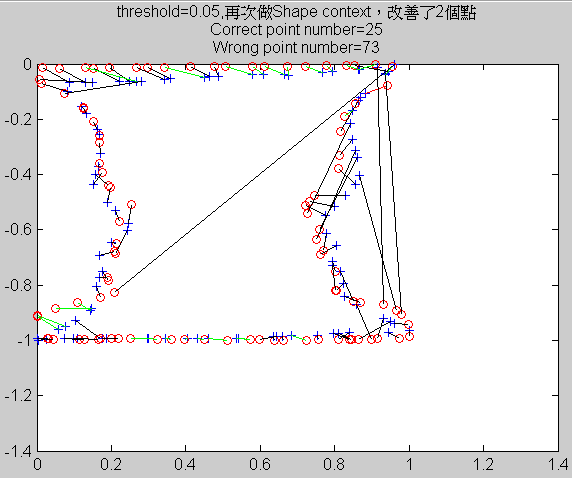 threshold=0.05,再次做Shape context，改善了2個點
Correct point number=25
Wrong point number=73
0
-0.2
-0.4
-0.6
-0.8
-1
-1.2
-1.4
0 0.2 0.4 0.6 0.8 1 1.2 1.4